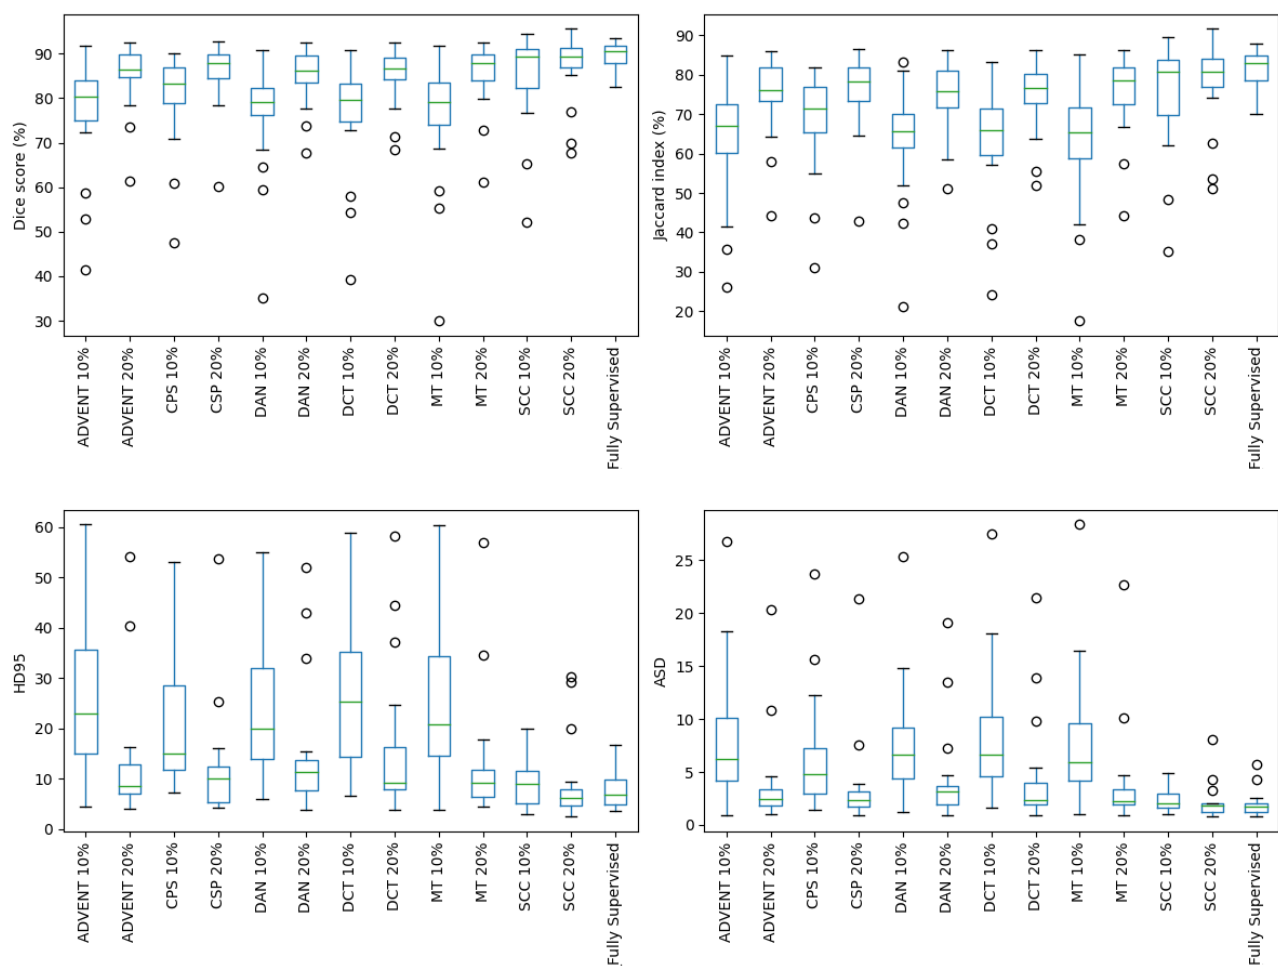 Dice score (%)
90
80
70
60
50
40
30
ADVENT 10%
ADVENT 20%
CPS 10%
CSP 20%
DAN 10%
DAN 20%
DCT 10%
DCT 20%
MT 10%
MT 20%
SCC 10%
SCC 20%
Fully Supervised
Jaccard index (%)
90
80
70
60
50
40
30
20
ADVENT 10%
ADVENT 20%
CPS 10%
CSP 20%
DAN 10%
DAN 20%
DCT 10%
DCT 20%
MT 10%
MT 20%
SCC 10%
SCC 20%
Fully Supervised
HD95
60
50
40
30
20
10
0
ADVENT 10%
ADVENT 20%
CPS 10%
CSP 20%
DAN 10%
DAN 20%
DCT 10%
DCT 20%
MT 10%
MT 20%
SCC 10%
SCC 20%
Fully Supervised
ASD
25
20
15
10
5
0
ADVENT 10%
ADVENT 20%
CPS 10%
CSP 20%
DAN 10%
DAN 20%
DCT 10%
DCT 20%
MT 10%
MT 20%
SCC 10%
SCC 20%
Fully Supervised